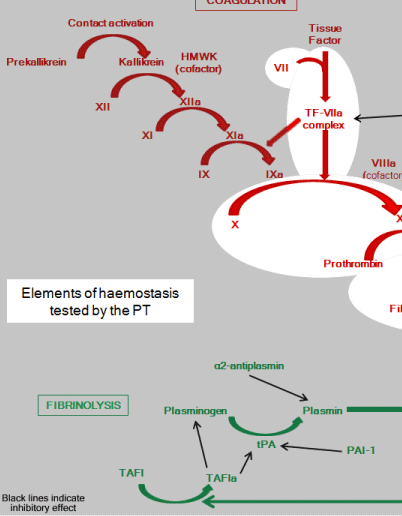 COAGULATION
Contact activation
Tissue
Factor
Prekallikrein
Kallikrein
HMWK
(cofactor)
VII
XII
XIIa
TF-VIIa
complex
XI
XIa
VIIIa
(cofactor
IX
IXa
X
X
Prothrombin
Elements of haemostasis
tested by the PT
Fi
α2-antiplasmin
FIBRINOLYSIS
Plasminogen
Plasmin
tPA
PAI-1
TAFI
TAFIa
Black lines indicate
inhibitory effect